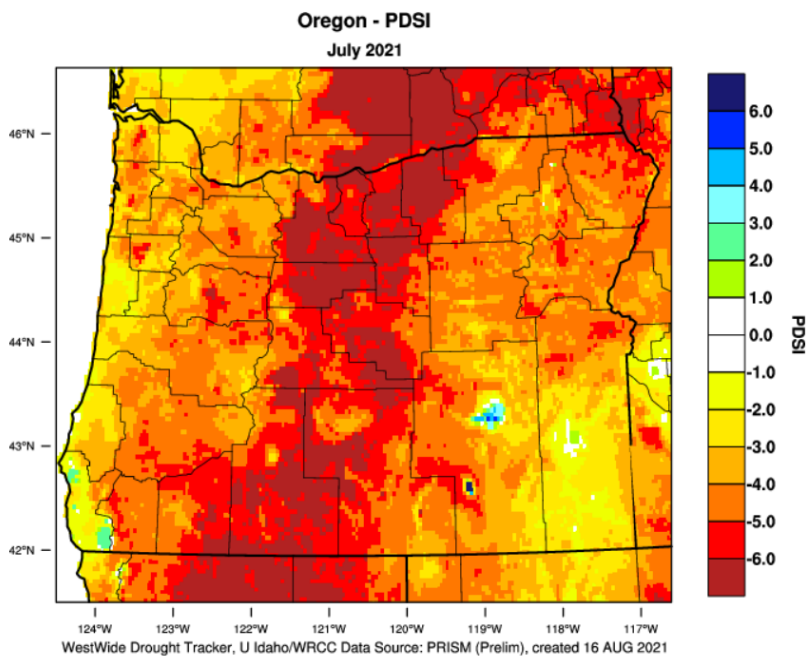 Oregon - PDSI
July 2021
46°N
45°N
44°N
43°N
42°N
124°W 123°W 122°W 121°W 120°W 119°W 118°W 117°W
6.0
5.0
4.0
3.0
2.0
1.0
0.0
-1.0
-2.0
-3.0
-4.0
-5.0
-6.0
PDSI
WestWide Drought Tracker, U Idaho/WRCC Data Source: PRISM (Prelim), created 16 AUG 2021